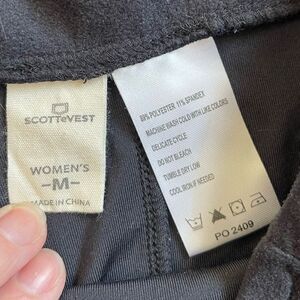 SCOTTeVEST
WOMEN'S
-M-
MADE IN CHINA
89% POLYESTER 11% SPANDEX
MACHINE WASH COLD WITH LIKE COLORS
DELICATE CYCLE
DO NOT BLEACH
TUMBLE DRY LOW
COOL IRON IF NEEDED
PO 2409